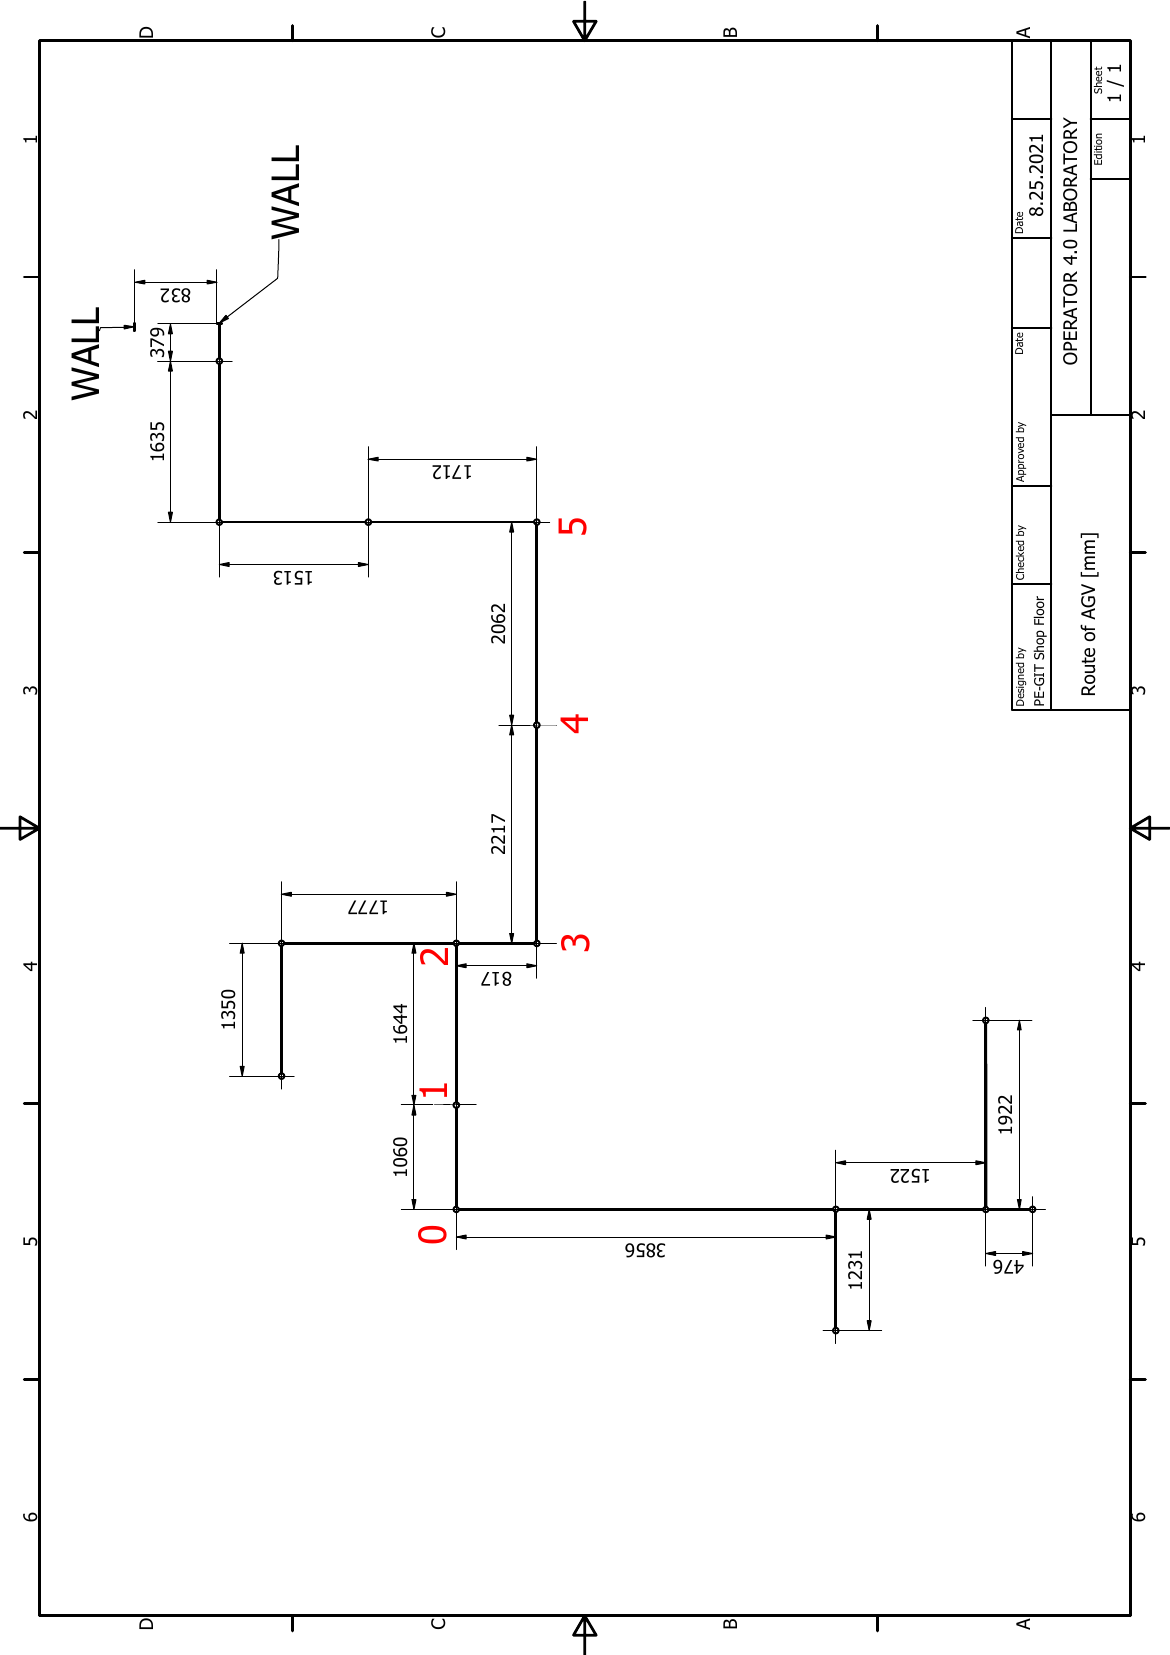 D
C
B
A
1
2
3
4
5
6
1
2
3
4
5
6
D
C
B
A
WALL
WALL
832
379
1635
1712
1513
2062
2217
1777
1350
817
1644
1060
3856
1231
1522
1922
476
0
1
2
3
4
5
Designed by
PE-GIT Shop Floor
Checked by
Approved by
Date
Date
8.25.2021
OPERATOR 4.0 LABORATORY
Route of AGV [mm]
Edition
Sheet
1 / 1